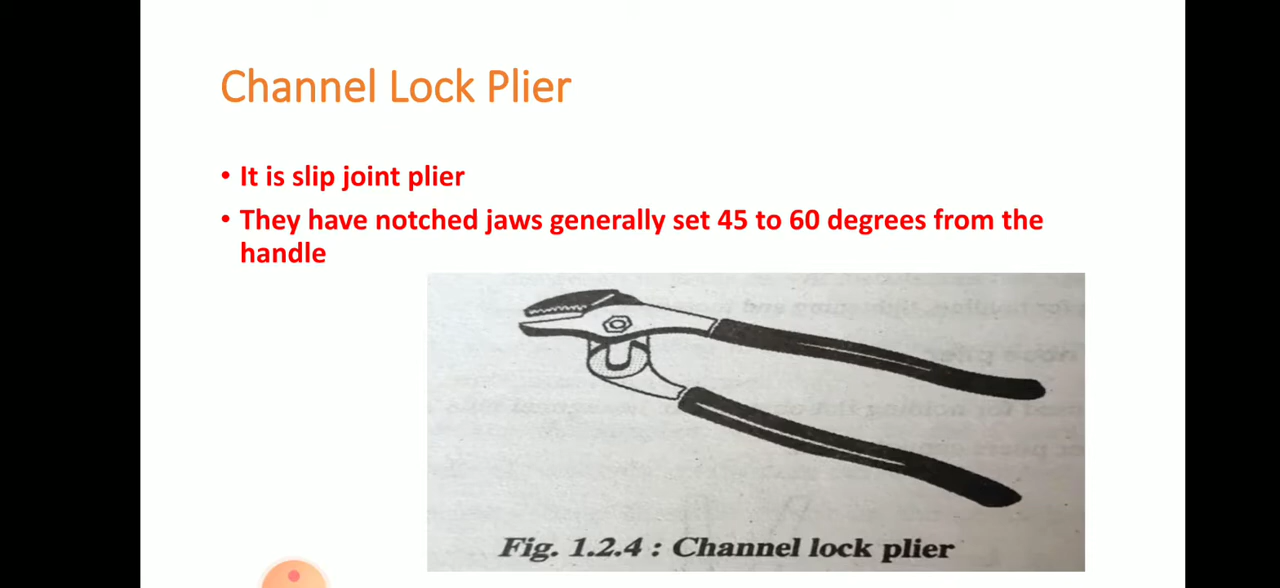 Channel Lock Plier
• It is slip joint plier
• They have notched jaws generally set 45 to 60 degrees from the
handle
Fig. 1.2.4 : Channel lock plier